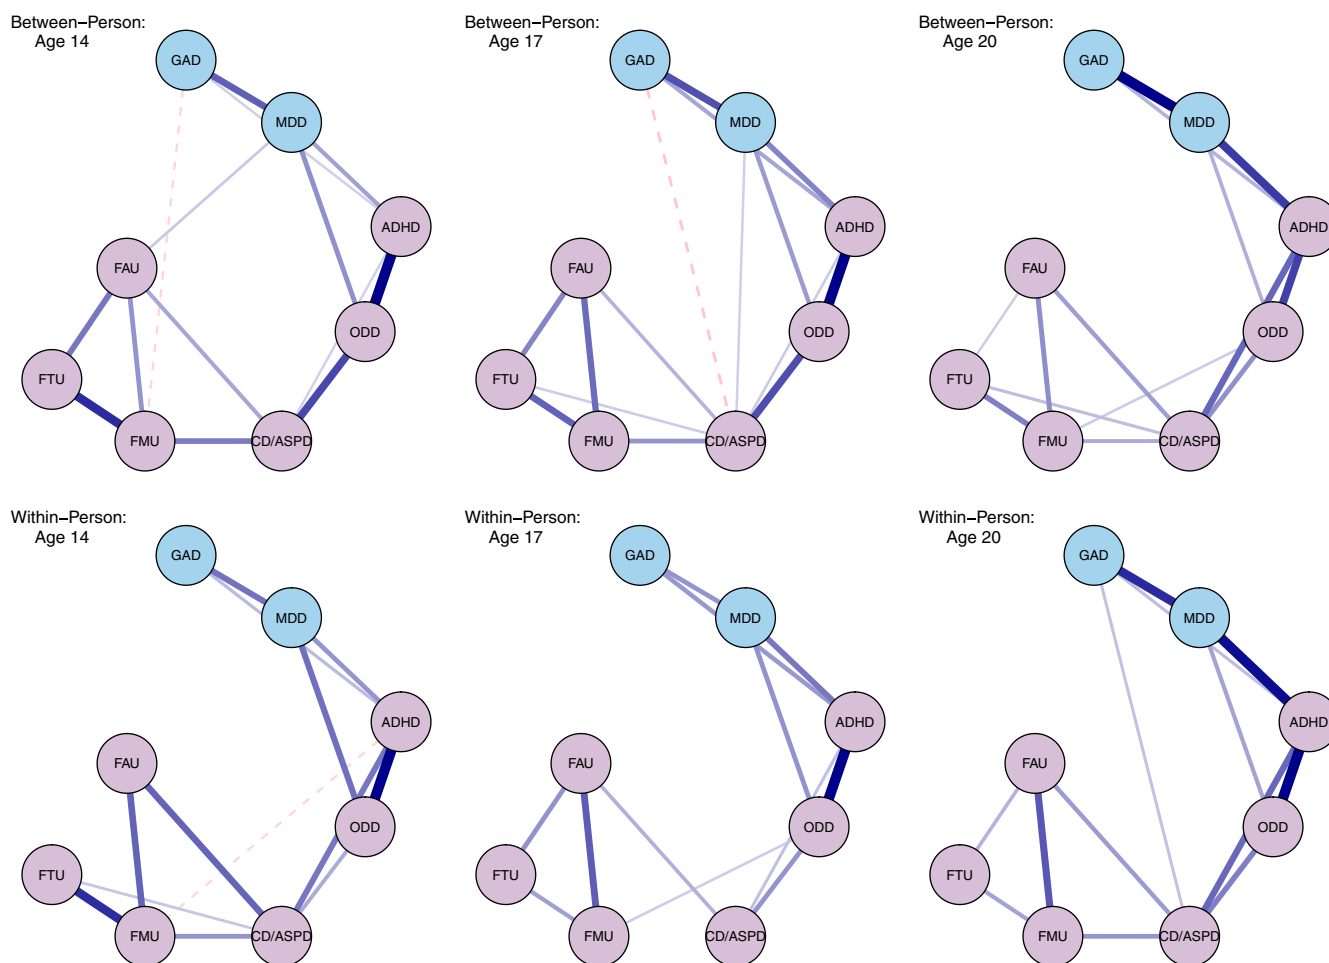 Between–Person:
Age 14
GAD
MDD
ADHD
FAU
ODD
FTU
FMU
CD/ASPD
Between–Person:
Age 17
GAD
MDD
ADHD
FAU
ODD
FTU
FMU
CD/ASPD
Between–Person:
Age 20
GAD
MDD
ADHD
FAU
ODD
FTU
FMU
CD/ASPD
Within–Person:
Age 14
GAD
MDD
ADHD
FAU
ODD
FTU
FMU
CD/ASPD
Within–Person:
Age 17
GAD
MDD
ADHD
FAU
ODD
FTU
FMU
CD/ASPD
Within–Person:
Age 20
GAD
MDD
ADHD
FAU
ODD
FTU
FMU
CD/ASPD